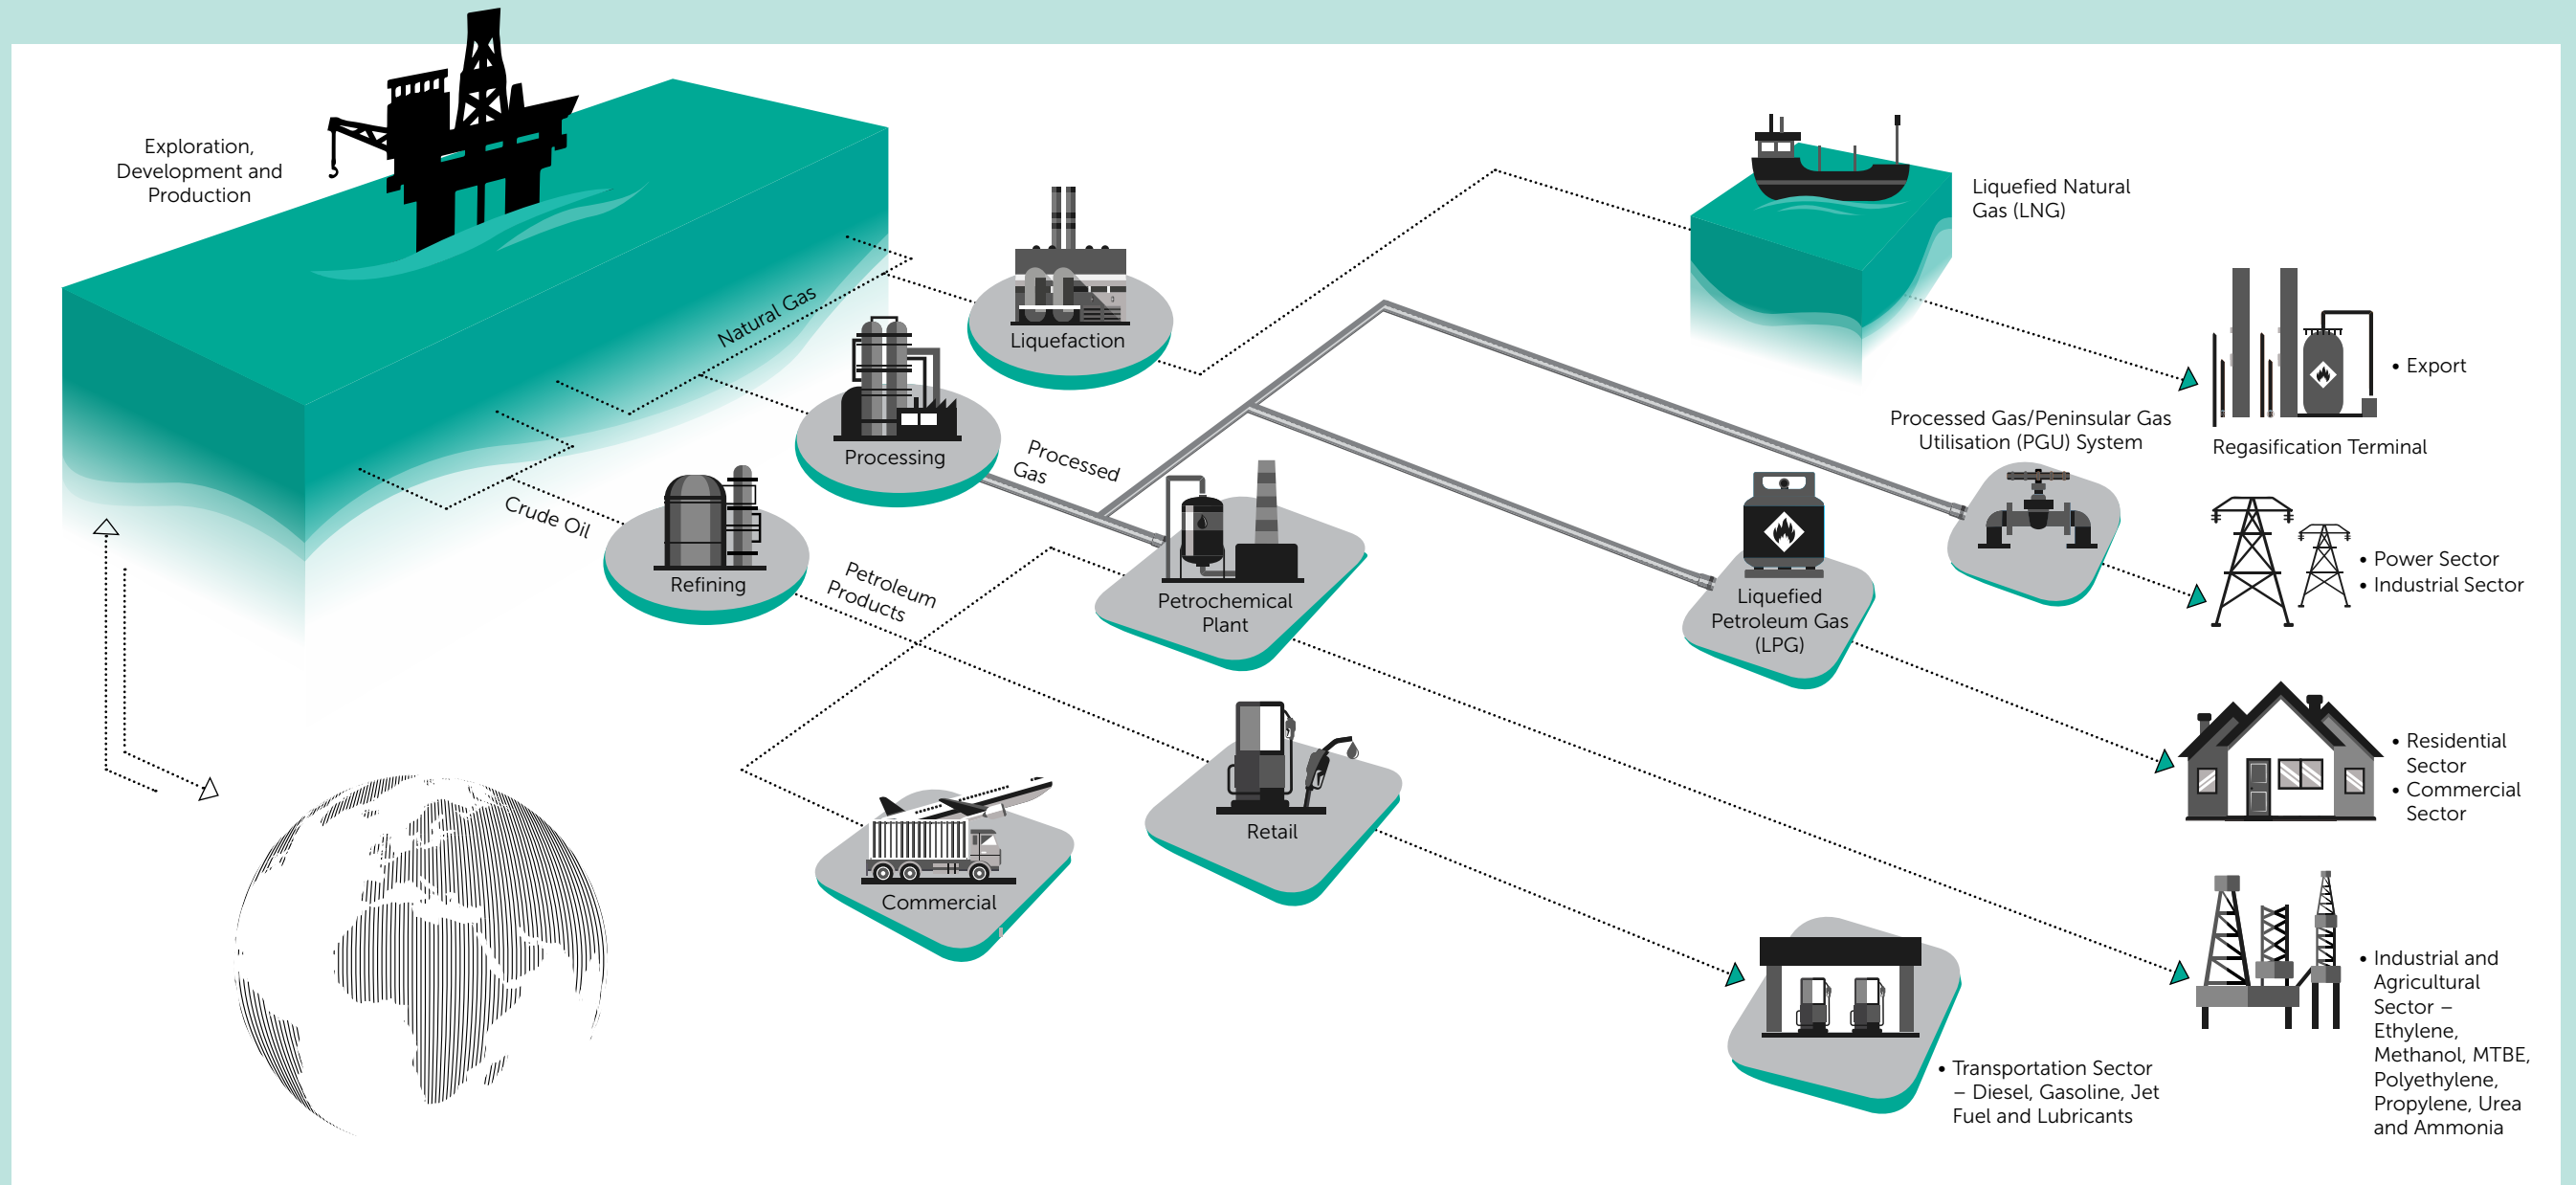 Exploration,
Development and
Production
Natural Gas
Crude Oil
Liquefaction
Processing
Refining
Processed
Gas
Petroleum
Products
Petrochemical
Plant
Commercial
Retail
Liquefied Natural
Gas (LNG)
• Export
Regasification Terminal
Processed Gas/Peninsular Gas
Utilisation (PGU) System
• Power Sector
• Industrial Sector
Liquefied
Petroleum Gas
(LPG)
• Residential
Sector
• Commercial
Sector
• Industrial and
Agricultural
Sector –
Ethylene,
Methanol, MTBE,
Polyethylene,
Propylene, Urea
and Ammonia
• Transportation Sector
– Diesel, Gasoline, Jet
Fuel and Lubricants